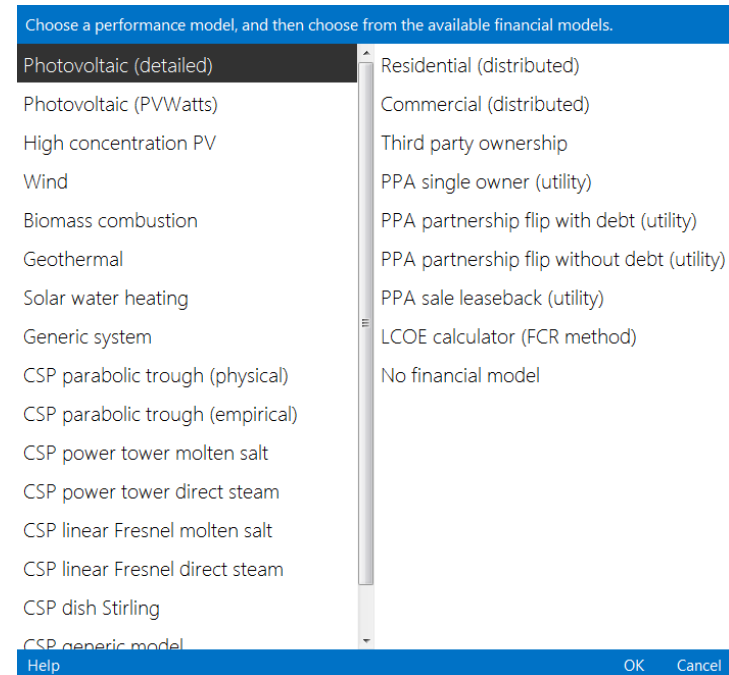 Choose a performance model, and then choose from the available financial models.
Photovoltaic (detailed)
Photovoltaic (PVWatts)
High concentration PV
Wind
Biomass combustion
Geothermal
Solar water heating
Generic system
CSP parabolic trough (physical)
CSP parabolic trough (empirical)
CSP power tower molten salt
CSP power tower direct steam
CSP linear Fresnel molten salt
CSP linear Fresnel direct steam
CSP dish Stirling
CSP generic model
Residential (distributed)
Commercial (distributed)
Third party ownership
PPA single owner (utility)
PPA partnership flip with debt (utility)
PPA partnership flip without debt (utility)
PPA sale leaseback (utility)
LCOE calculator (FCR method)
No financial model
Help
OK
Cancel